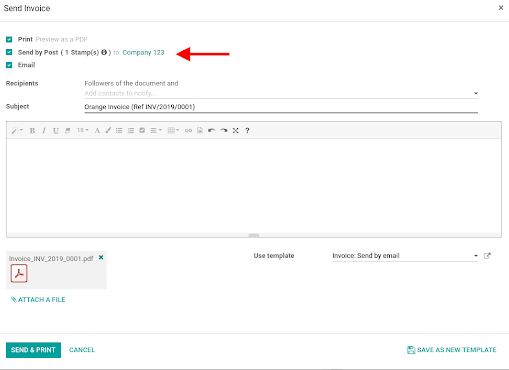 Send Invoice ×
Print Preview as a PDF
Send by Post ( 1 Stamp(s) ) to: Company 123
Email
Recipients Followers of the document and
Add contacts to notify...
Subject Orange Invoice (Ref INV/2019/0001)
B I U 18 A ?
Invoice_INV_2019_0001.pdf ×
Use template Invoice: Send by email
ATTACH A FILE
SEND & PRINT CANCEL SAVE AS NEW TEMPLATE